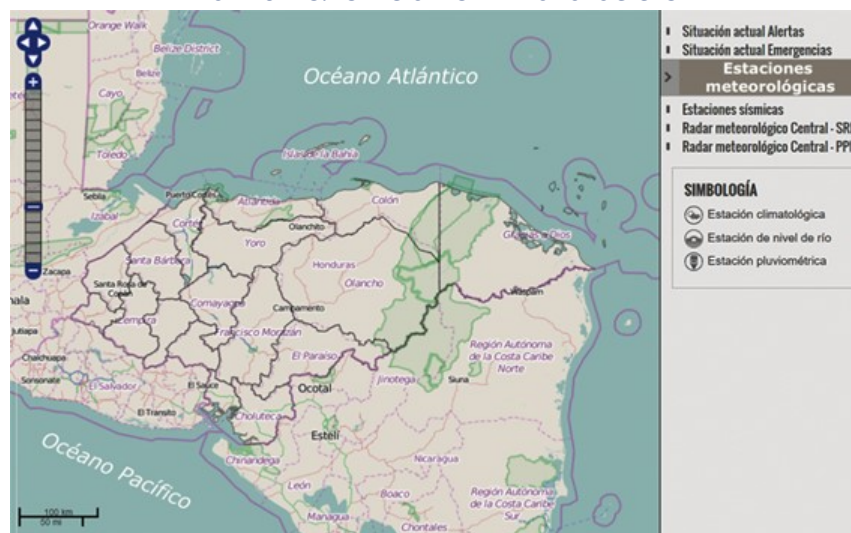 Orange Walk
Belize District
Belize
Cayo
Toledo
Océano Atlántico
Islas de la Bahía
Sebila
Puerto Cortés
Izabal
Cortés
Atlántida
Colón
Olanchito
Yoro
Gracias a Dios
Zacapa
Santa Bárbara
Honduras
Olancho
Santa Rosa de
Copán
Comayagua
Campamento
Waspam
Lempira
Francisco Morazán
Jutiapa
Chalchuapa
El Paraíso
Región Autónoma
de la Costa Caribe
Norte
Sonsonate
El Salvador
El Sauce
Ocotal
Jinotega
Siuna
El Transito
Choluteca
Estelí
Océano Pacífico
Chinandega
Nicaragua
León
Boaco
Región Autónoma
de la Costa Caribe
Sur
Managua
Chontales
100 km
50 mi
Situación actual Alertas
Situación actual Emergencias
Estaciones
meteorológicas
Estaciones sísmicas
Radar meteorológico Central - SRI
Radar meteorológico Central - PPI
SIMBOLOGÍA
Estación climatológica
Estación de nivel de río
Estación pluviométrica